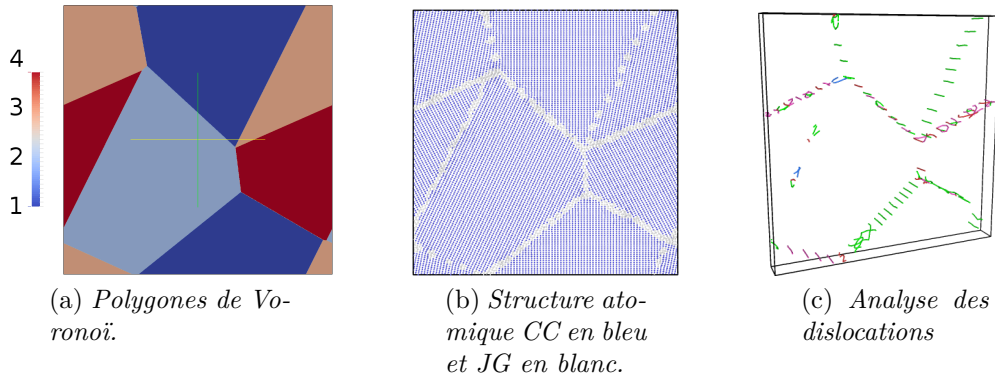 4
3
2
1
(a) Polygones de Vo-
ronoï.
(b) Structure ato-
mique CC en bleu
et JG en blanc.
(c) Analyse des
dislocations